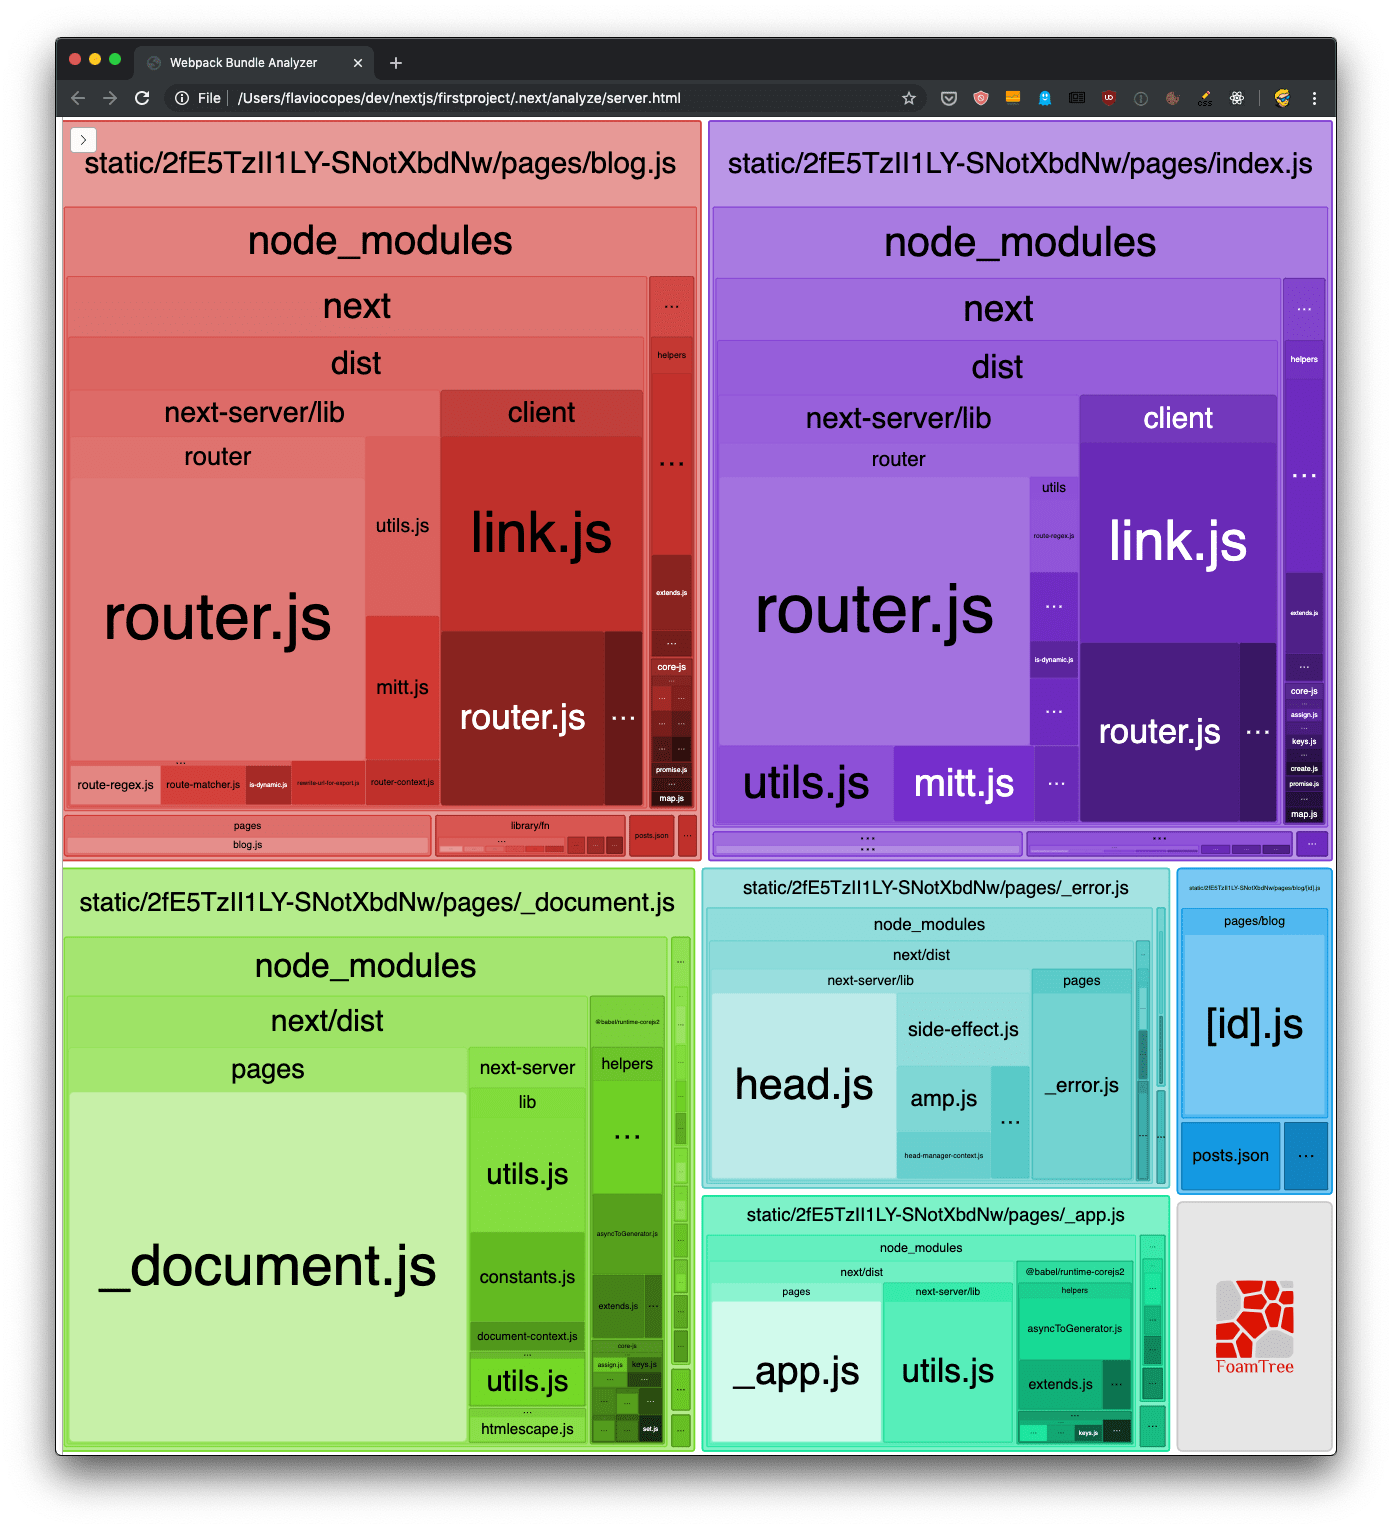 Webpack Bundle Analyzer
File
/Users/flaviocopes/dev/nextjs/firstproject/.next/analyze/server.html
static/2fE5TzII1LY-SNotXbdNw/pages/blog.js
node_modules
next
...
dist
helpers
next-server/lib
client
router
...
utils.js
link.js
router.js
extends.js
...
core-js
...
mitt.js
router.js
...
...
route-regex.js
route-matcher.js
is-dynamic.js
rewrite-url-for-export.js
router-context.js
promise.js
...
map.js
pages
library/fn
blog.js
...
posts.json
...
static/2fE5TzII1LY-SNotXbdNw/pages/index.js
node_modules
next
...
dist
helpers
next-server/lib
client
router
utils
...
route-regex.js
link.js
router.js
...
extends.js
is-dynamic.js
...
...
core-js
assign.js
router.js
...
keys.js
utils.js
mitt.js
...
create.js
promise.js
...
map.js
...
...
...
...
static/2fE5TzII1LY-SNotXbdNw/pages/_document.js
node_modules
...
next/dist
@babel/runtime-corejs2
pages
next-server
helpers
lib
...
utils.js
asyncToGenerator.js
_document.js
constants.js
extends.js
...
document-context.js
core-js
...
assign.js
keys.js
utils.js
...
...
...
...
...
htmlescape.js
set.js
static/2fE5TzII1LY-SNotXbdNw/pages/_error.js
node_modules
next/dist
next-server/lib
pages
side-effect.js
head.js
amp.js
...
_error.js
head-manager-context.js
static/2fE5TzII1LY-SNotXbdNw/pages/blog/[id].js
pages/blog
[id].js
posts.json
...
static/2fE5TzII1LY-SNotXbdNw/pages/_app.js
node_modules
next/dist
@babel/runtime-corejs2
pages
next-server/lib
helpers
asyncToGenerator.js
_app.js
utils.js
extends.js
...
...
keys.js
...
FoamTree